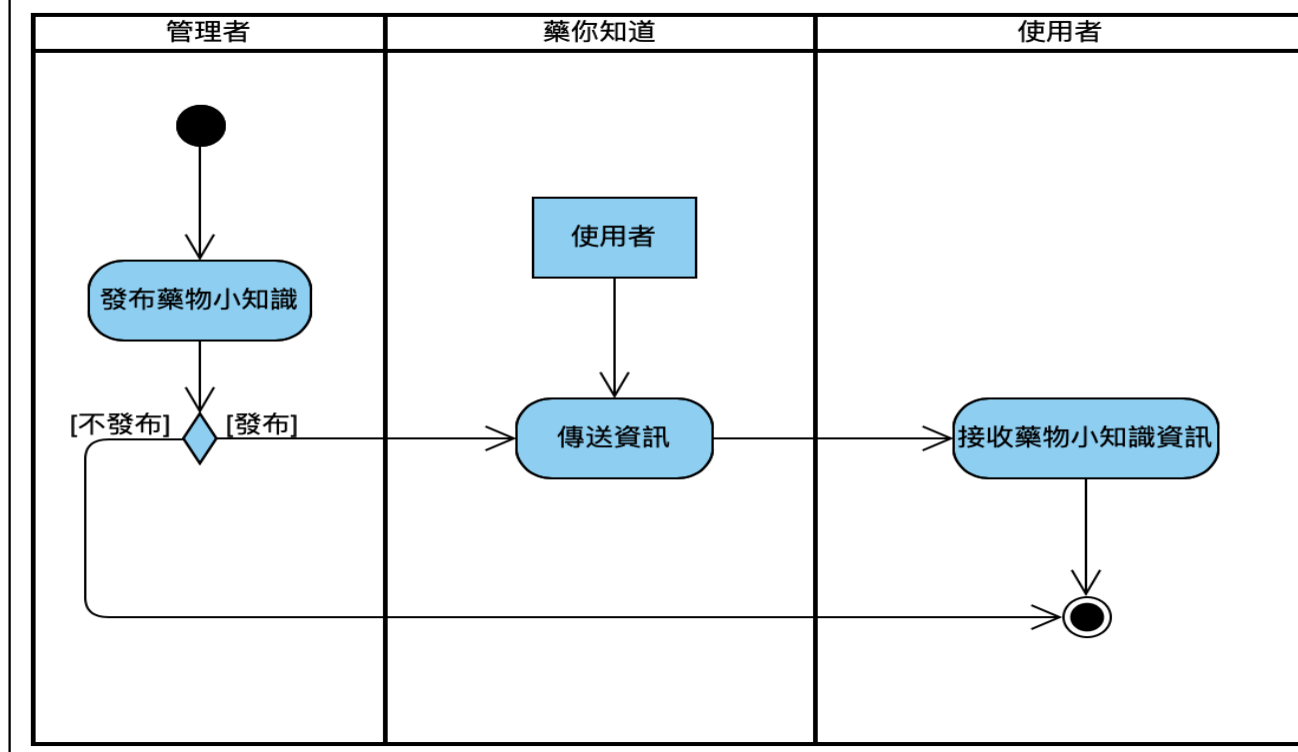 管理者
藥你知道
使用者
使用者
發布藥物小知識
[不發布]
[發布]
傳送資訊
接收藥物小知識資訊